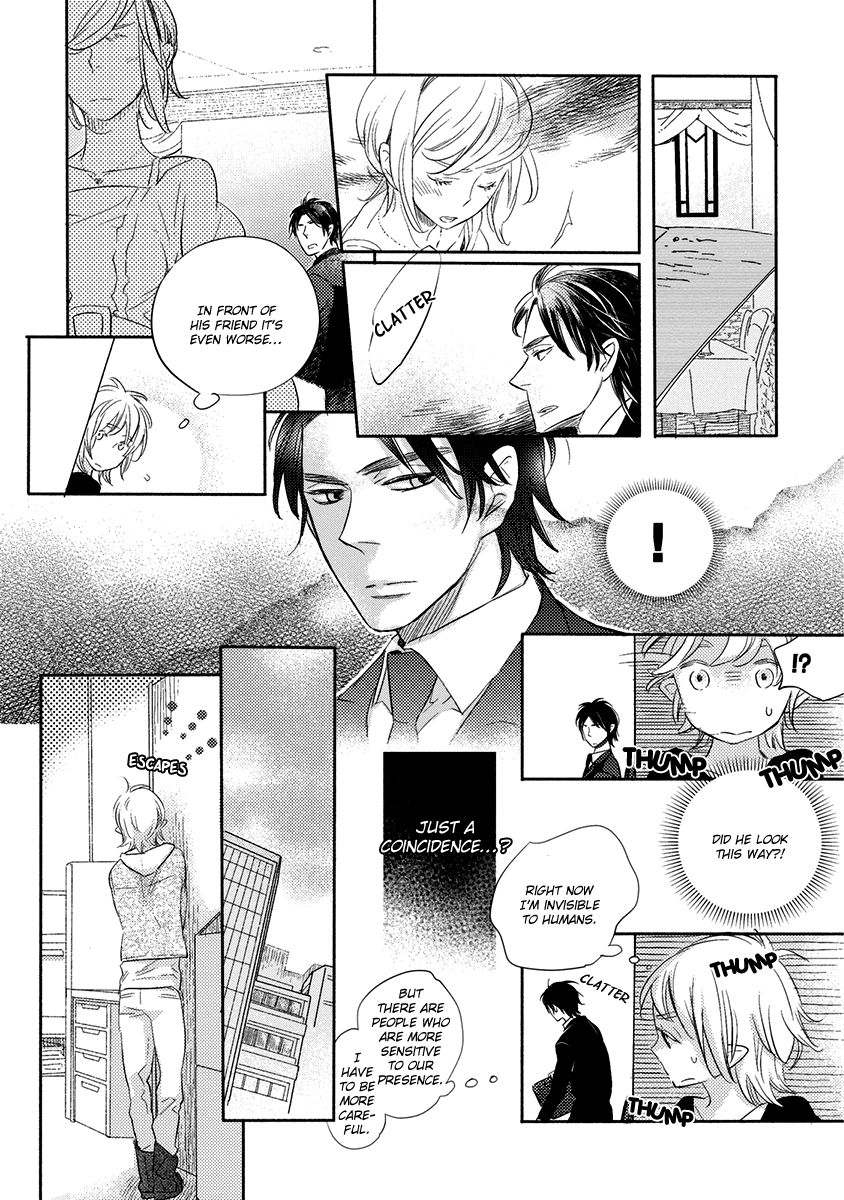 CLATTER
IN FRONT OF
HIS FRIEND IT'S
EVEN WORSE...
!
!?
THUMP
THUMP
DID HE LOOK
THIS WAY?!
RIGHT NOW
I'M INVISIBLE
TO HUMANS.
THUMP
CLATTER
THUMP
JUST A
COINCIDENCE...?
BUT
THERE ARE
PEOPLE WHO
ARE MORE
SENSITIVE
TO OUR
PRESENCE.
I
HAVE
TO BE
MORE
CARE-
FUL.
ESCAPES